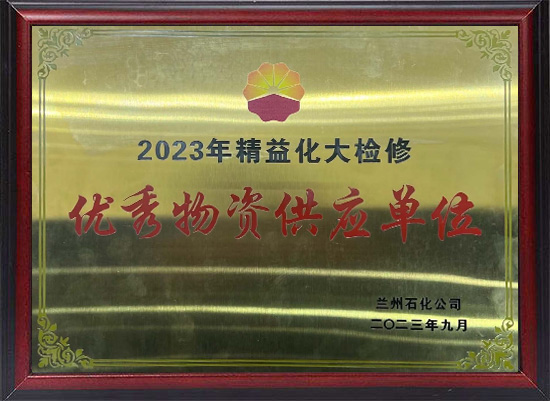 2023年精益化大检修
优秀物资供应单位
兰州石化公司
二〇二三年九月